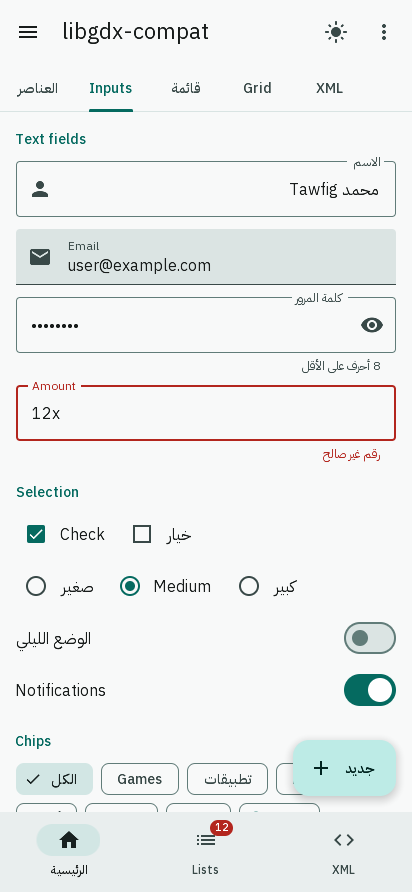 libgdx-compat
العناصر Inputs قائمة Grid XML
Text fields
الاسم
محمد Tawfig
Email
user@example.com
كلمة المرور
••••••••
8 أحرف على الأقل
Amount
12x
رقم غير صالح
Selection
Check خيار
صغير Medium كبير
الوضع الليلي
Notifications
Chips
الكل Games تطبيقات
جديد
12
الرئيسية Lists XML